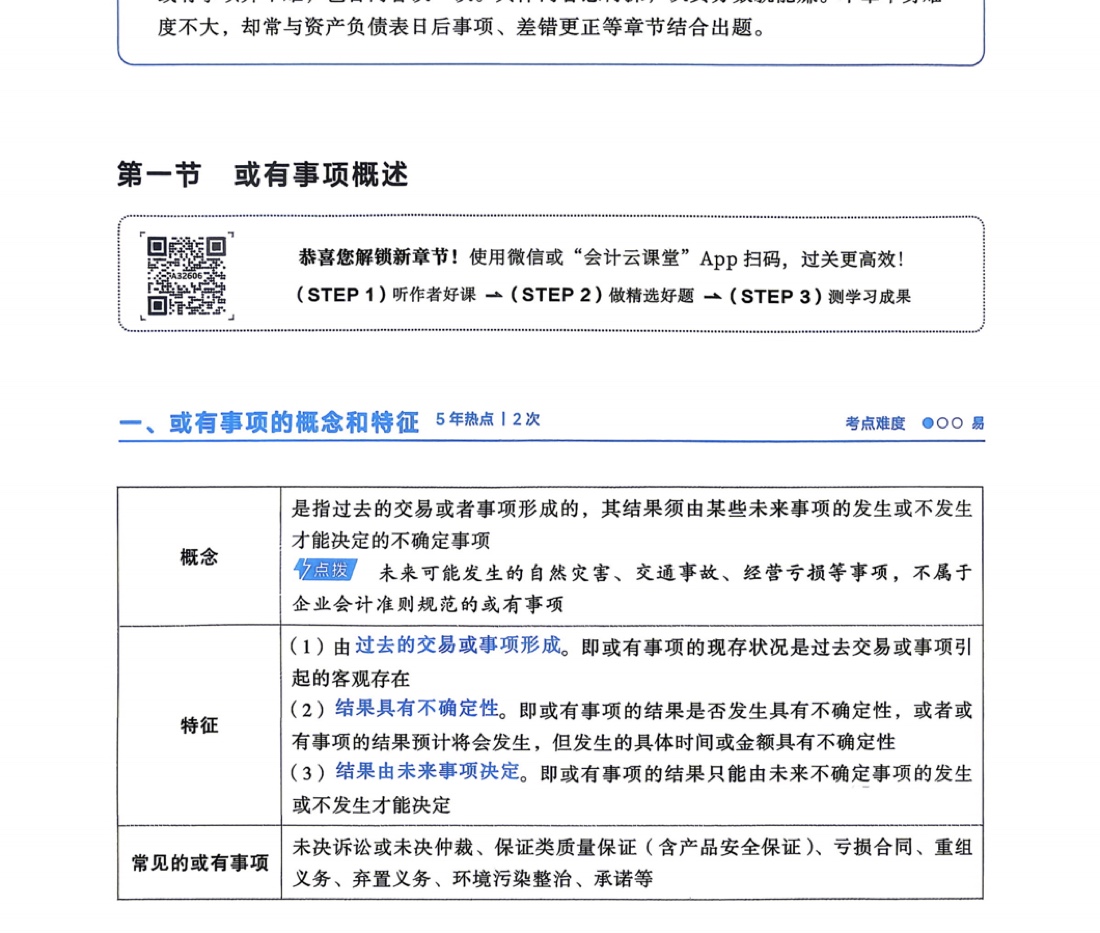 度不大，却常与资产负债表日后事项、差错更正等章节结合出题。
第一节　或有事项概述
A32606
恭喜您解锁新章节！使用微信或“会计云课堂”App 扫码，过关更高效！
（STEP 1）听作者好课 ⇀（STEP 2）做精选好题 ⇀（STEP 3）测学习成果
一、或有事项的概念和特征 5 年热点丨2 次
考点难度 ●○○ 易
概念
是指过去的交易或者事项形成的，其结果须由某些未来事项的发生或不发生
才能决定的不确定事项
点拨 未来可能发生的自然灾害、交通事故、经营亏损等事项，不属于
企业会计准则规范的或有事项
特征
（1）由过去的交易或事项形成。即或有事项的现存状况是过去交易或事项引
起的客观存在
（2）结果具有不确定性。即或有事项的结果是否发生具有不确定性，或者或
有事项的结果预计将会发生，但发生的具体时间或金额具有不确定性
（3）结果由未来事项决定。即或有事项的结果只能由未来不确定事项的发生
或不发生才能决定
常见的或有事项
未决诉讼或未决仲裁、保证类质量保证（含产品安全保证）、亏损合同、重组
义务、弃置义务、环境污染整治、承诺等